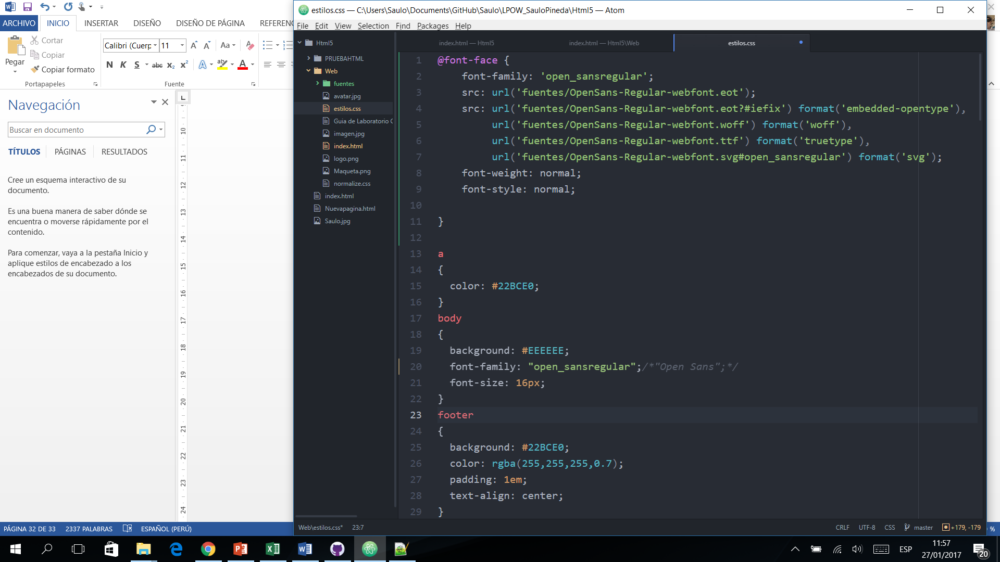 estilos.css — C:\Users\Saulo\Documents\GitHub\Saulo\LPOW_SauloPineda\Html5 — Atom
ARCHIVO INICIO INSERTAR DISEÑO DISEÑO DE PÁGINA REFERENC
File Edit View Selection Find Packages Help
Pegar
Cortar
Copiar
Copiar formato
Portapapeles
Calibri (Cuerp 11
Aa
N K S abc x₂ x² A ab A
Fuente
Navegación
Buscar en documento
TÍTULOS PÁGINAS RESULTADOS
Cree un esquema interactivo de su
documento.
Es una buena manera de saber dónde se
encuentra o moverse rápidamente por el
contenido.
Para comenzar, vaya a la pestaña Inicio y
aplique estilos de encabezado a los
encabezados de su documento.
L
10
11
12
13
14
15
16
17
18
19
20
21
22
23
24
Html5
PRUEBAHTML
Web
fuentes
avatar.jpg
estilos.css
Guia de Laboratorio C
imagen.jpg
index.html
logo.png
Maqueta.png
normalize.css
index.html
Nuevapagina.html
Saulo.jpg
index.html — Html5
index.html — Html5\Web
estilos.css
1 @font-face {
2 font-family: 'open_sansregular';
3 src: url('fuentes/OpenSans-Regular-webfont.eot');
4 src: url('fuentes/OpenSans-Regular-webfont.eot?#iefix') format('embedded-opentype'),
5 url('fuentes/OpenSans-Regular-webfont.woff') format('woff'),
6 url('fuentes/OpenSans-Regular-webfont.ttf') format('truetype'),
7 url('fuentes/OpenSans-Regular-webfont.svg#open_sansregular') format('svg');
8 font-weight: normal;
9 font-style: normal;
10
11 }
12
13 a
14 {
15 color: #22BCE0;
16 }
17 body
18 {
19 background: #EEEEEE;
20 font-family: "open_sansregular";/*"Open Sans";*/
21 font-size: 16px;
22 }
23 footer
24 {
25 background: #22BCE0;
26 color: rgba(255,255,255,0.7);
27 padding: 1em;
28 text-align: center;
29 }
Web\estilos.css* 23:7
CRLF UTF-8 CSS master +179, -179
PÁGINA 32 DE 33 2337 PALABRAS ESPAÑOL (PERÚ)
%
ESP
11:57
27/01/2017
20